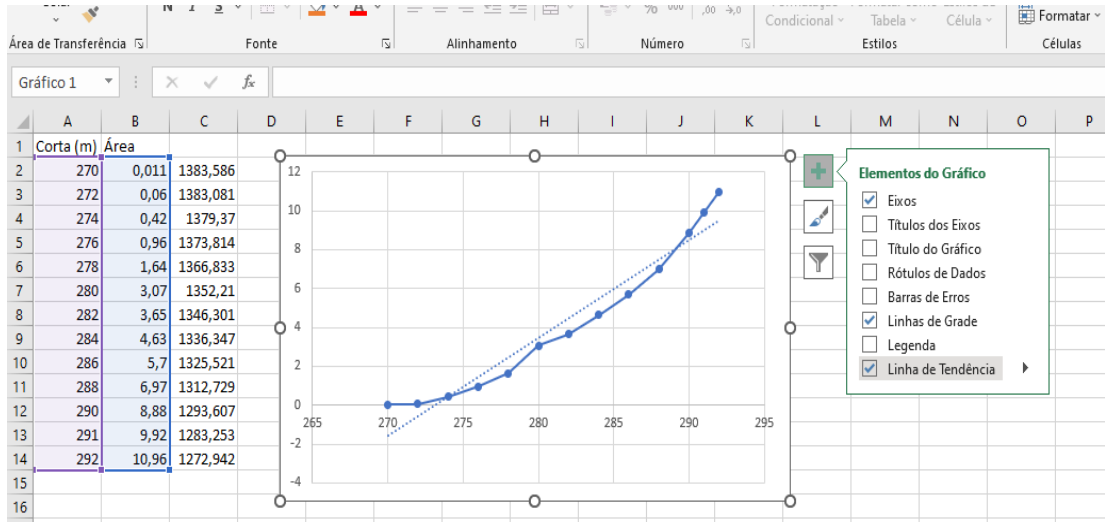 N I S
% 000 ,00 →,0
Condicional Tabela Célula Formatar
Área de Transferência Fonte Alinhamento Número Estilos Células
Gráfico 1 fx
A B C D E F G H I J K L M N O P
1 Corta (m) Área
2 270 0,011 1383,586
3 272 0,06 1383,081
4 274 0,42 1379,37
5 276 0,96 1373,814
6 278 1,64 1366,833
7 280 3,07 1352,21
8 282 3,65 1346,301
9 284 4,63 1336,347
10 286 5,7 1325,521
11 288 6,97 1312,729
12 290 8,88 1293,607
13 291 9,92 1283,253
14 292 10,96 1272,942
15
16
12
10
8
6
4
2
0
265 270 275 280 285 290 295
-2
-4
Elementos do Gráfico
Eixos
Títulos dos Eixos
Título do Gráfico
Rótulos de Dados
Barras de Erros
Linhas de Grade
Legenda
Linha de Tendência